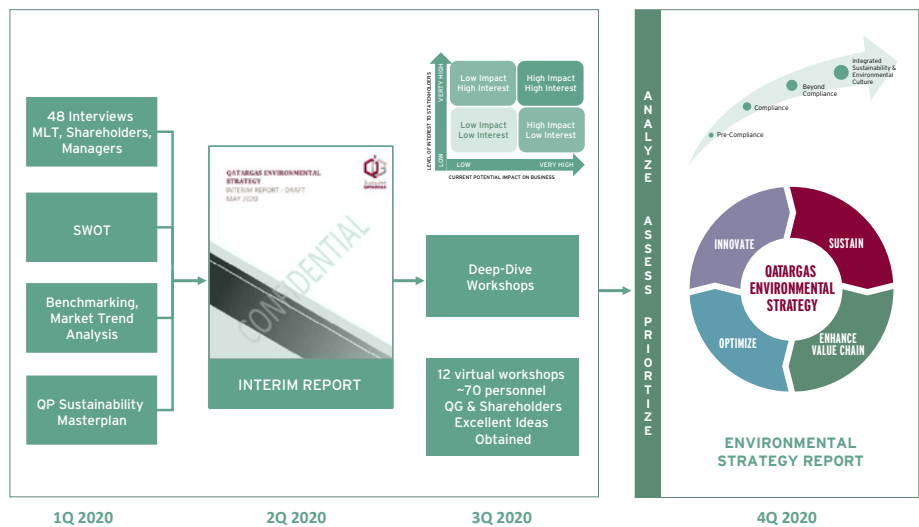 48 Interviews
MLT, Shareholders,
Managers
SWOT
Benchmarking,
Market Trend
Analysis
QP Sustainability
Masterplan
QATARGAS ENVIRONMENTAL
STRATEGY
INTERIM REPORT - DRAFT
MAY 2020
QATARGAS
CONFIDENTIAL
INTERIM REPORT
LEVEL OF INTEREST TO STAKEHOLDERS
VERTY HIGH
LOW
Low Impact
High Interest
High Impact
High Interest
Low Impact
Low Interest
High Impact
Low Interest
LOW
VERY HIGH
CURRENT POTENTIAL IMPACT ON BUSINESS
Deep-Dive
Workshops
12 virtual workshops
~70 personnel
QG & Shareholders
Excellent Ideas
Obtained
ANALYZE
ASSESS
PRIORTIZE
Pre-Compliance
Compliance
Beyond
Compliance
Integrated
Sustainability &
Environmental
Culture
INNOVATE
SUSTAIN
QATARGAS
ENVIRONMENTAL
STRATEGY
OPTIMIZE
ENHANCE
VALUE CHAIN
ENVIRONMENTAL
STRATEGY REPORT
1Q 2020
2Q 2020
3Q 2020
4Q 2020